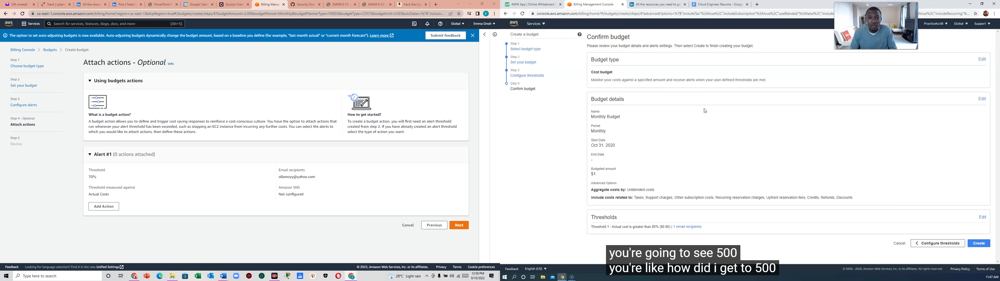 (39 unread) -
Slack | cyberg
All the resour
Post | Feed | L
PowerPoint P
Google Calen
Quizizz Creat
Billing Manag
Security Over
EMMA'S CV
EMMA'S CV
Hack the Cyb
us-east-1.console.aws.amazon.com/billing/home?region=us-east-1&skipRegion=true#/budgets/create/steps/4?budgetAmount=2.00&budgetPeriod=Monthly&budgetPlannerType=FIXED&budgetType=COST&budgetUnit=USD&utcDates=%7B"inclusiv...
aws Services Search for services, features, blogs, docs, and more [Alt+S] Global Emma Onoh
The option to set auto-adjusting budgets is now available. Auto-adjusting budgets dynamically change the budget amount, based on a baseline you define (for example, "last month actual" or "current month forecast"). Learn more Submit feedback
Billing Console > Budgets > Create budget
Step 1
Choose budget type
Step 2
Set your budget
Step 3
Configure alerts
Step 4 - Optional
Attach actions
Step 5
Review
Attach actions - Optional Info
Using budgets actions
What is a budget action?
A budget action allows you to define and trigger cost saving responses to reinforce a cost-conscious culture. You have the option to attach actions that
run whenever your alert threshold has been exceeded, such as stopping an EC2 instance from incurring any further costs. You can select the alerts to
which you would like to attach actions, then define these actions.
How to get started?
To create a budget action, you will first need an alert threshold
created from step 2. If you have already created an alert threshold
select the type of action you want.
Alert #1 (0 actions attached)
Threshold
70%
Threshold measured against
Actual Costs
Email recipients
ollarezzy@yahoo.com
Amazon SNS
Not configured
Add Action
Cancel Previous Next
Feedback Looking for language selection? Find it in the new Unified Settings © 2022, Amazon Web Services, Inc. or its affiliates. Privacy Terms Cookie preferences
Type here to search
28°C Light rain
12:58 PM
9/10/2022
AWW App | Online Whiteboard f
Billing Management Console
All the resources you need to ge
Cloud Engineer Resume - Google
console.aws.amazon.com/billing/home?#/budgets/create/steps/4?advancedOptions=%7B"includeTax"%3Atrue%2C"includeSubscription"%3Atrue%2C"useBlended"%3Afalse%2C"include
Atrue%2C"includeRecurring"%...
aws Services PracticeAcctB Global Support
Create a budget
Step 1
Select budget type
Step 2
Set your budget
Step 3
Configure thresholds
Step 4
Confirm budget
Confirm budget
Please review your budget details and alerts settings. Then select Create to finish creating your budget.
Budget type Edit
Cost budget
Monitor your costs against a specified amount and receive alerts when your user-defined thresholds are met.
Budget details Edit
Name
Monthly Budget
Period
Monthly
Start Date
Oct 31, 2020
End Date
-
Budgeted amount
$1
Advanced Options
Aggregate costs by: Unblended costs
Include costs related to: Taxes, Support charges, Other subscription costs, Recurring reservation charges, Upfront reservation fees, Credits, Refunds, Discounts
Thresholds Edit
Threshold 1 - Actual cost is greater than 80% ($0.80) | 1 email recipients
Cancel Configure thresholds Create
you're going to see 500
you're like how did i get to 500
Feedback English (US) © 2008 - 2020, Amazon Web Services, Inc. or its affiliates. All rights reserved. Privacy Policy Terms of Use
11:47 AM